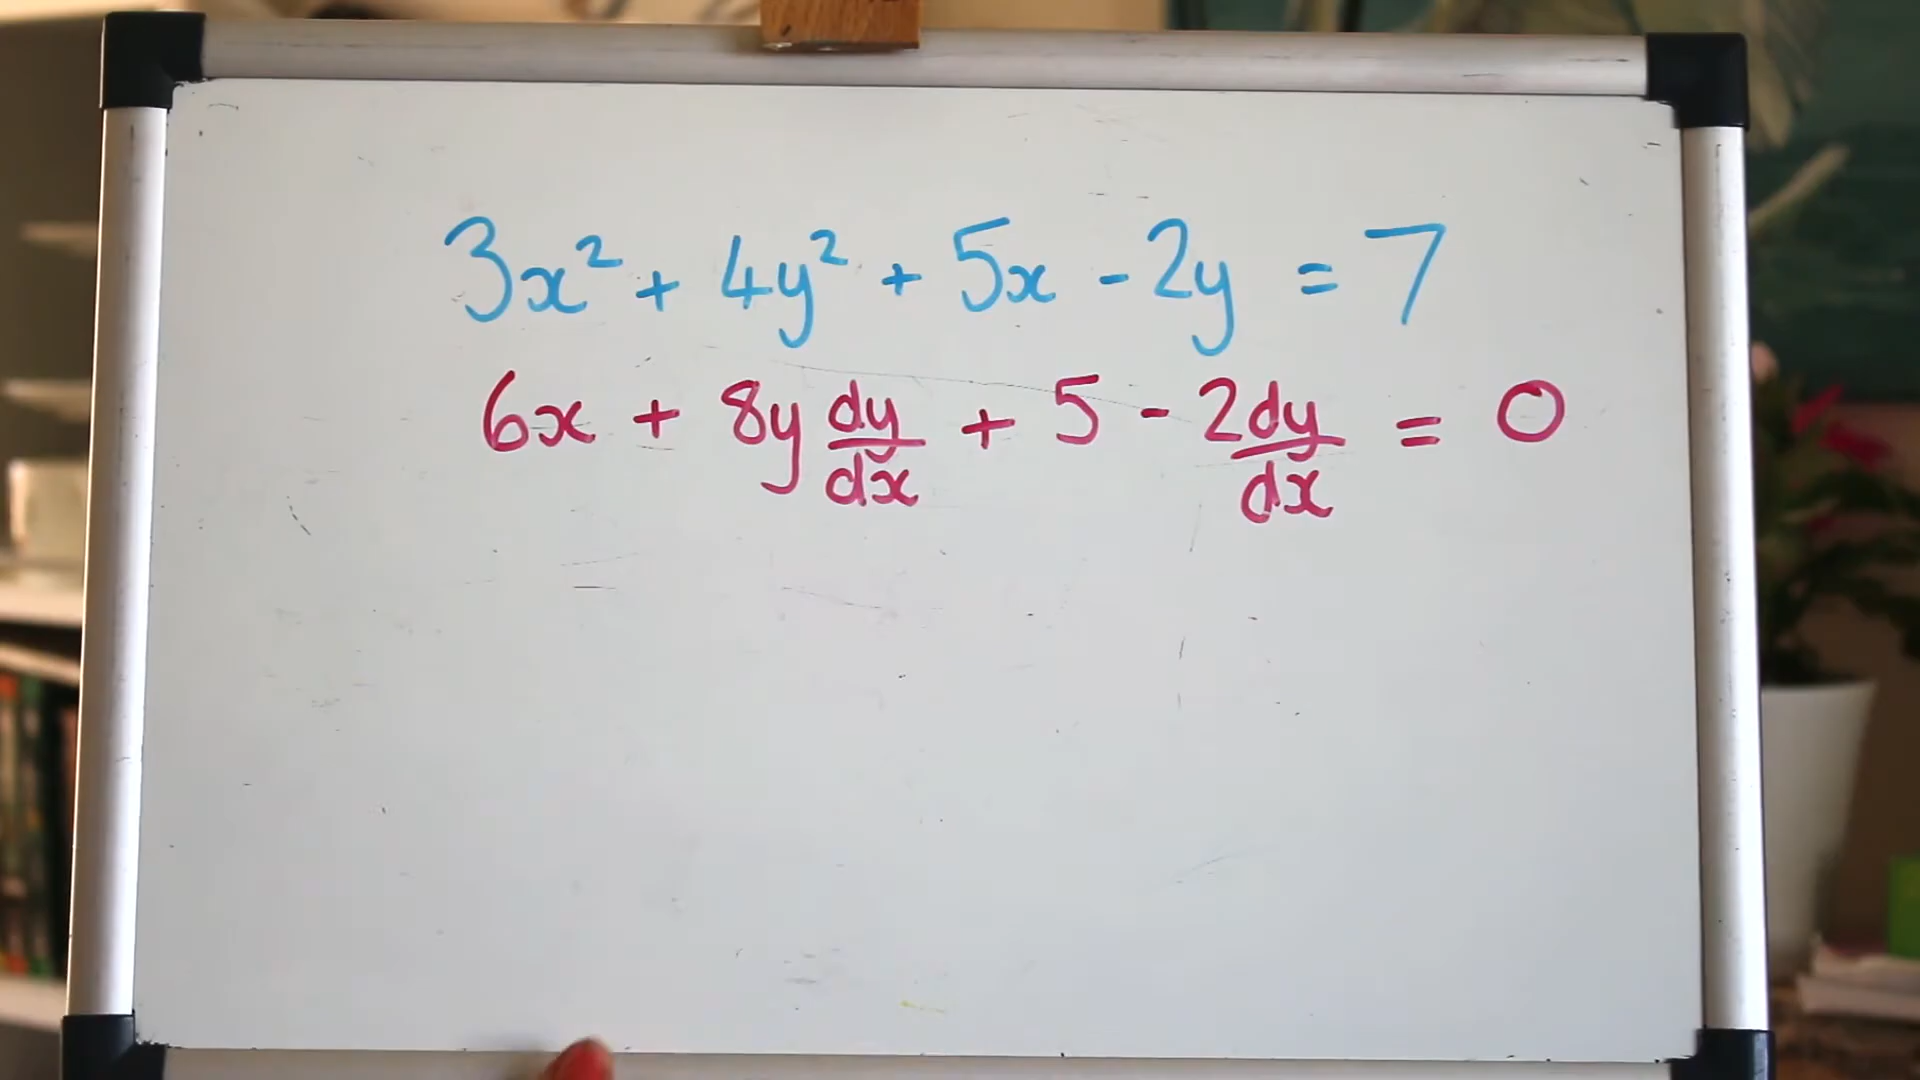 3x² + 4y² + 5x - 2y = 7
6x + 8y dy/dx + 5 - 2dy/dx = 0